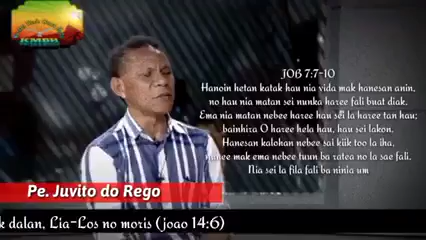 KMBH
JOB 7:7-10
Hanoin hetan katak hau nia vida mak hanesan anin,
no hau nia matan sei nunka haree fali buat diak.
Ema nia matan nebee haree hau sei la haree tan hau;
bainhira O haree hela hau, hau sei lakon.
Hanesan kalohan nebee sai kiik too la iha,
nunee mak ema nebee tuun ba ratea no la sae fali.
Nia sei la fila fali ba ninia um
Pe. Juvito do Rego
k dalan, Lia-Los no moris (joao 14:6)